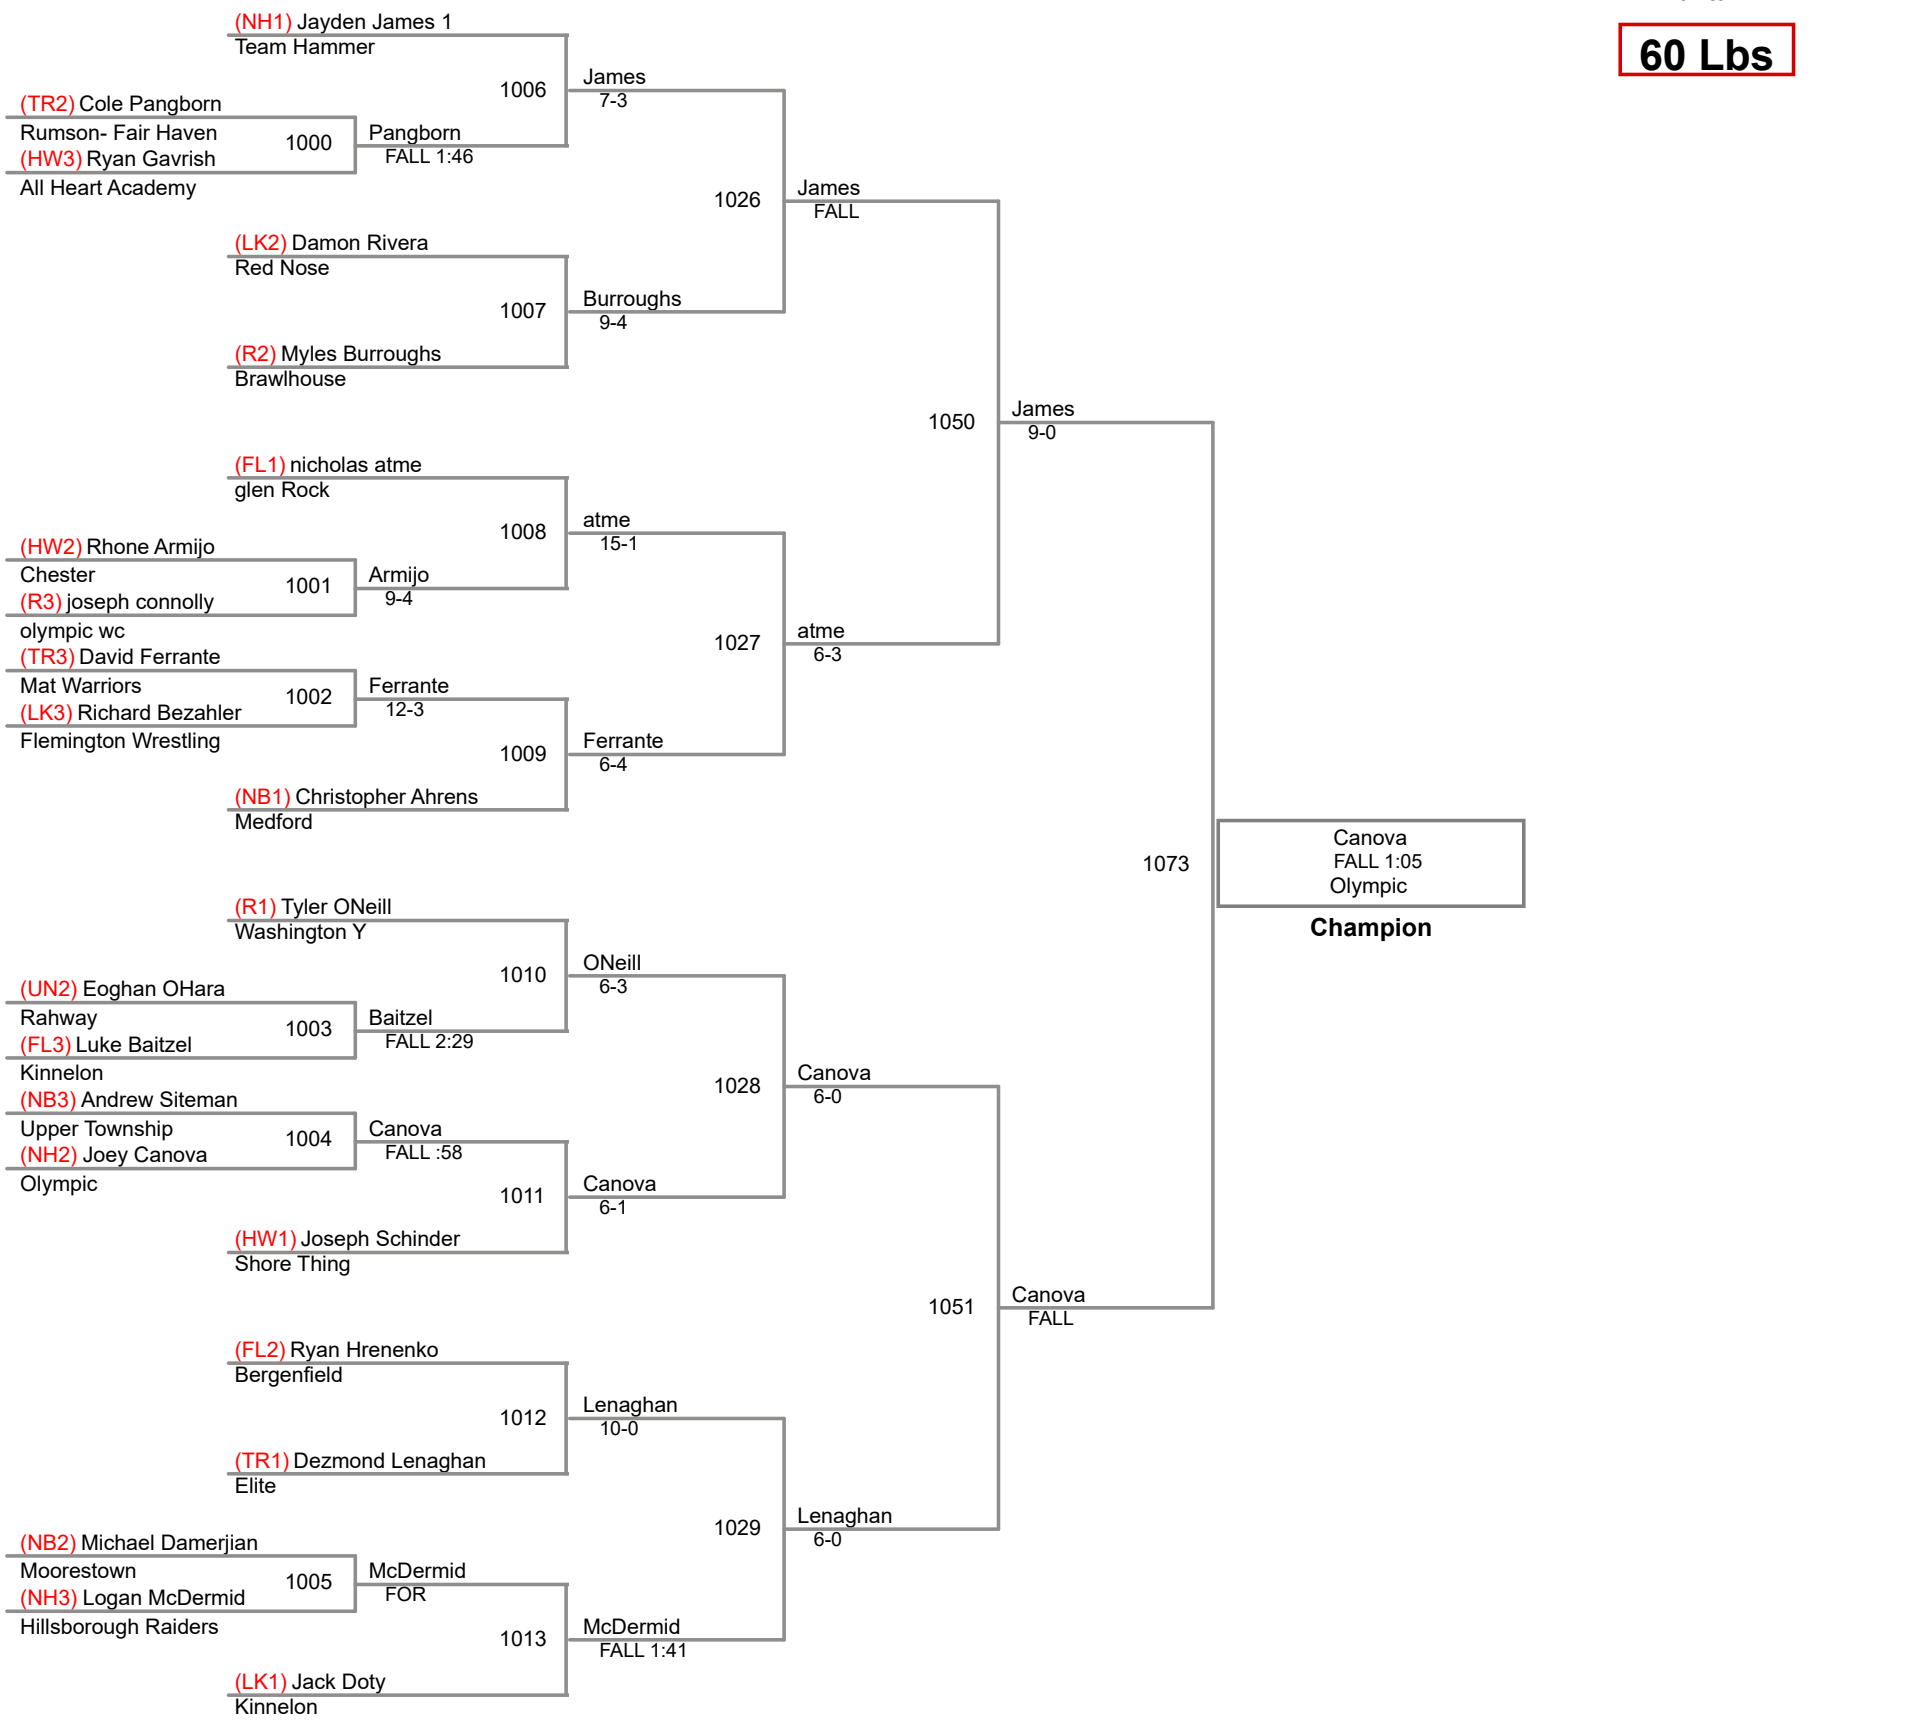 60 Lbs
(NH1) Jayden James 1
Team Hammer
1006
James
7-3
(TR2) Cole Pangborn
Rumson- Fair Haven
1000
Pangborn
FALL 1:46
(HW3) Ryan Gavrish
All Heart Academy
1026
James
FALL
(LK2) Damon Rivera
Red Nose
1007
Burroughs
9-4
(R2) Myles Burroughs
Brawlhouse
1050
James
9-0
(FL1) nicholas atme
glen Rock
1008
atme
15-1
(HW2) Rhone Armijo
Chester
1001
Armijo
9-4
(R3) joseph connolly
olympic wc
1027
atme
6-3
(TR3) David Ferrante
Mat Warriors
1002
Ferrante
12-3
(LK3) Richard Bezahler
Flemington Wrestling
1009
Ferrante
6-4
(NB1) Christopher Ahrens
Medford
1073
Canova
FALL 1:05
Olympic
Champion
(R1) Tyler ONeill
Washington Y
1010
ONeill
6-3
(UN2) Eoghan OHara
Rahway
1003
Baitzel
FALL 2:29
(FL3) Luke Baitzel
Kinnelon
1028
Canova
6-0
(NB3) Andrew Siteman
Upper Township
1004
Canova
FALL :58
(NH2) Joey Canova
Olympic
1011
Canova
6-1
(HW1) Joseph Schinder
Shore Thing
1051
Canova
FALL
(FL2) Ryan Hrenenko
Bergenfield
1012
Lenaghan
10-0
(TR1) Dezmond Lenaghan
Elite
1029
Lenaghan
6-0
(NB2) Michael Damerjian
Moorestown
1005
McDermid
FOR
(NH3) Logan McDermid
Hillsborough Raiders
1013
McDermid
FALL 1:41
(LK1) Jack Doty
Kinnelon